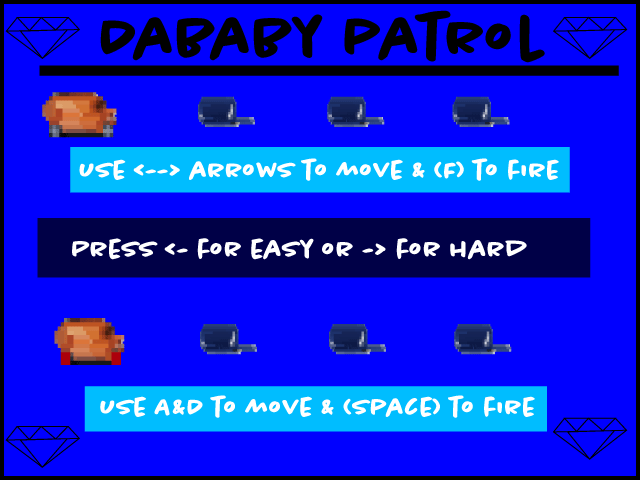 DABABY PATROL
USE <--> ARROWS TO MOVE & (F) TO FIRE
PRESS <- FOR EASY OR -> FOR HARD
USE A&D TO MOVE & (SPACE) TO FIRE